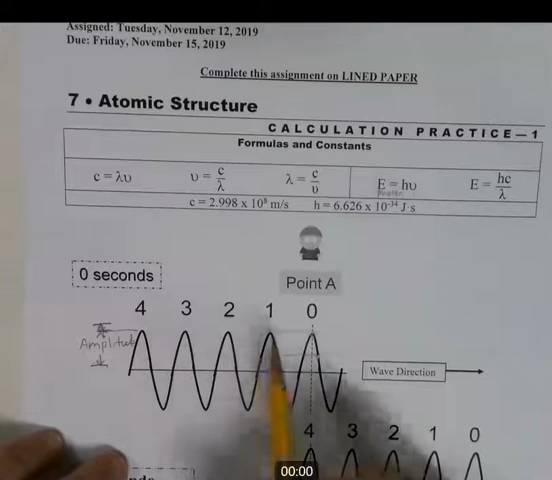 Assigned: Tuesday, November 12, 2019
Due: Friday, November 15, 2019
Complete this assignment on LINED PAPER
7 • Atomic Structure
CALCULATION PRACTICE—1
Formulas and Constants
c = λυ υ = c/λ λ = c/υ E = hυ E = hc/λ
c = 2.998 x 10⁸ m/s h = 6.626 x 10⁻³⁴ J·s
0 seconds
Point A
4 3 2 1 0
Amplitude
Wave Direction
4 3 2 1 0
00:00